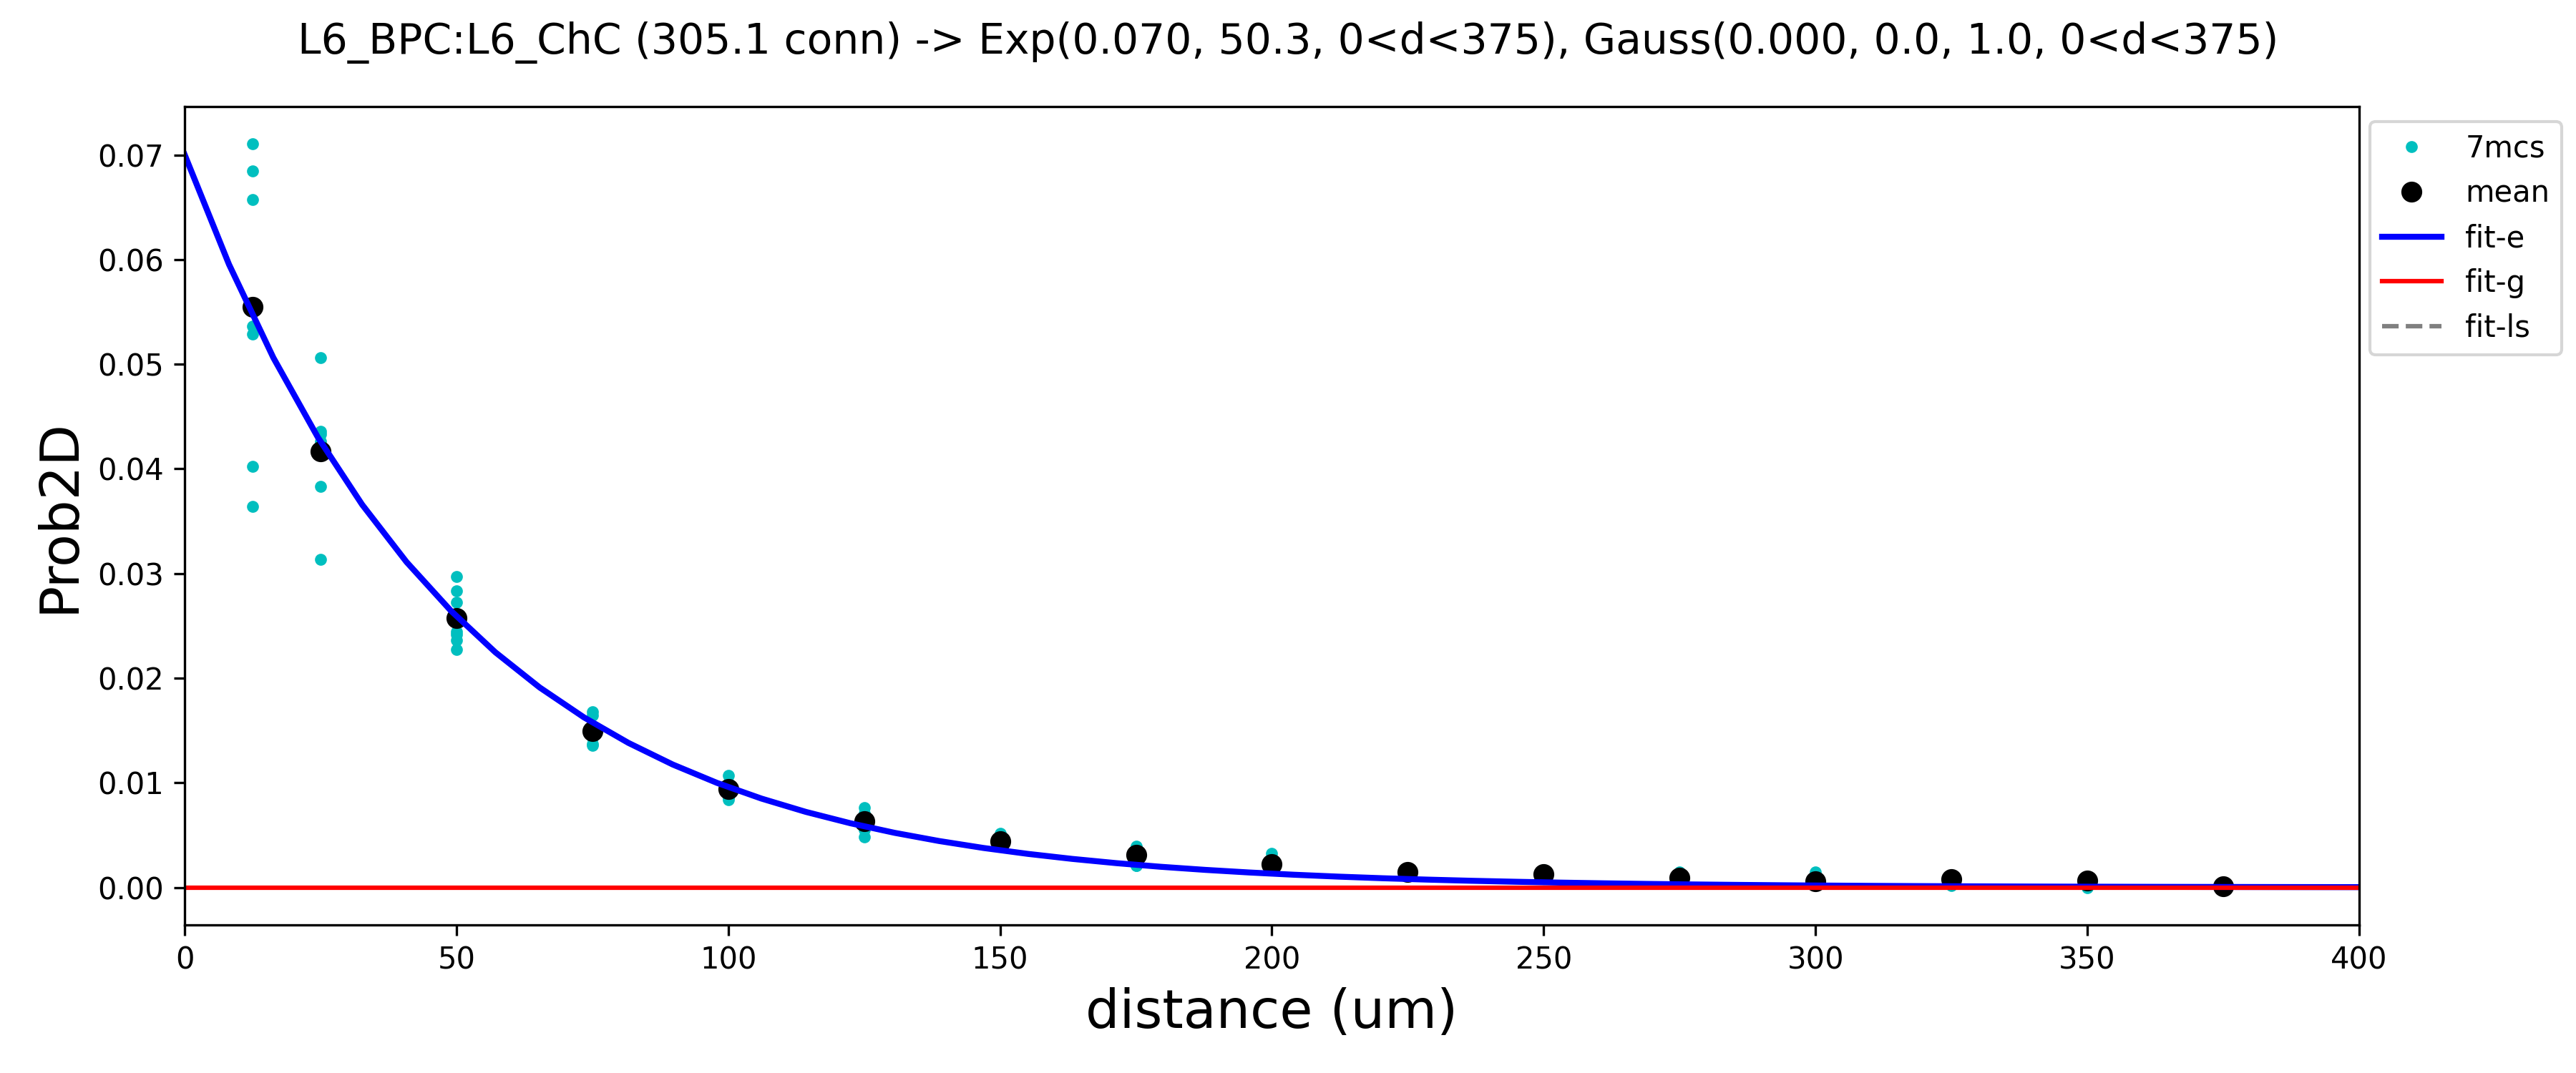 L6_BPC:L6_ChC (305.1 conn) -> Exp(0.070, 50.3, 0<d<375), Gauss(0.000, 0.0, 1.0, 0<d<375)
7mcs
mean
fit-e
fit-g
fit-ls
Prob2D
0.07
0.06
0.05
0.04
0.03
0.02
0.01
0.00
0 50 100 150 200 250 300 350 400
distance (um)